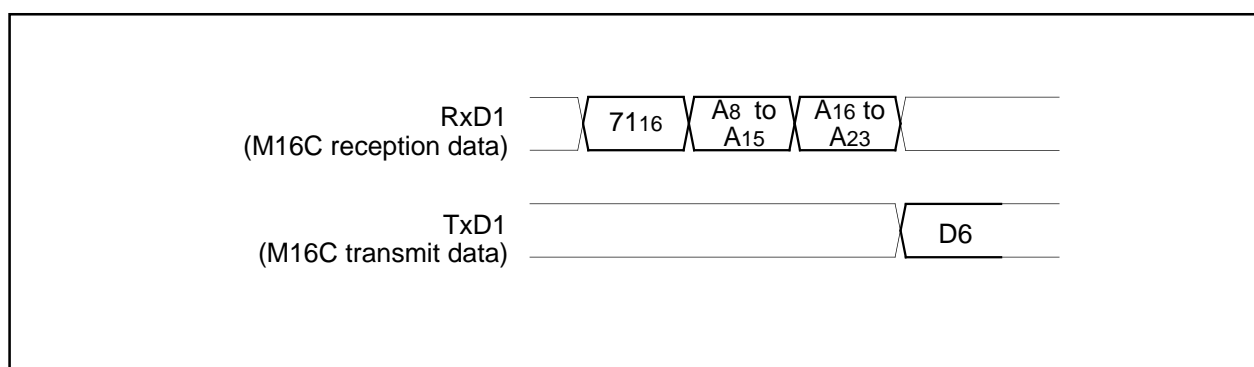 RxD1
(M16C reception data)
7116
A8 to
A15
A16 to
A23
TxD1
(M16C transmit data)
D6